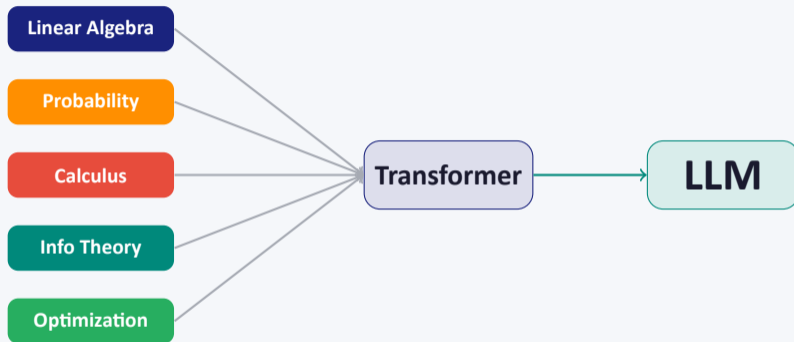 Linear Algebra
Probability
Calculus
Info Theory
Optimization
Transformer
LLM